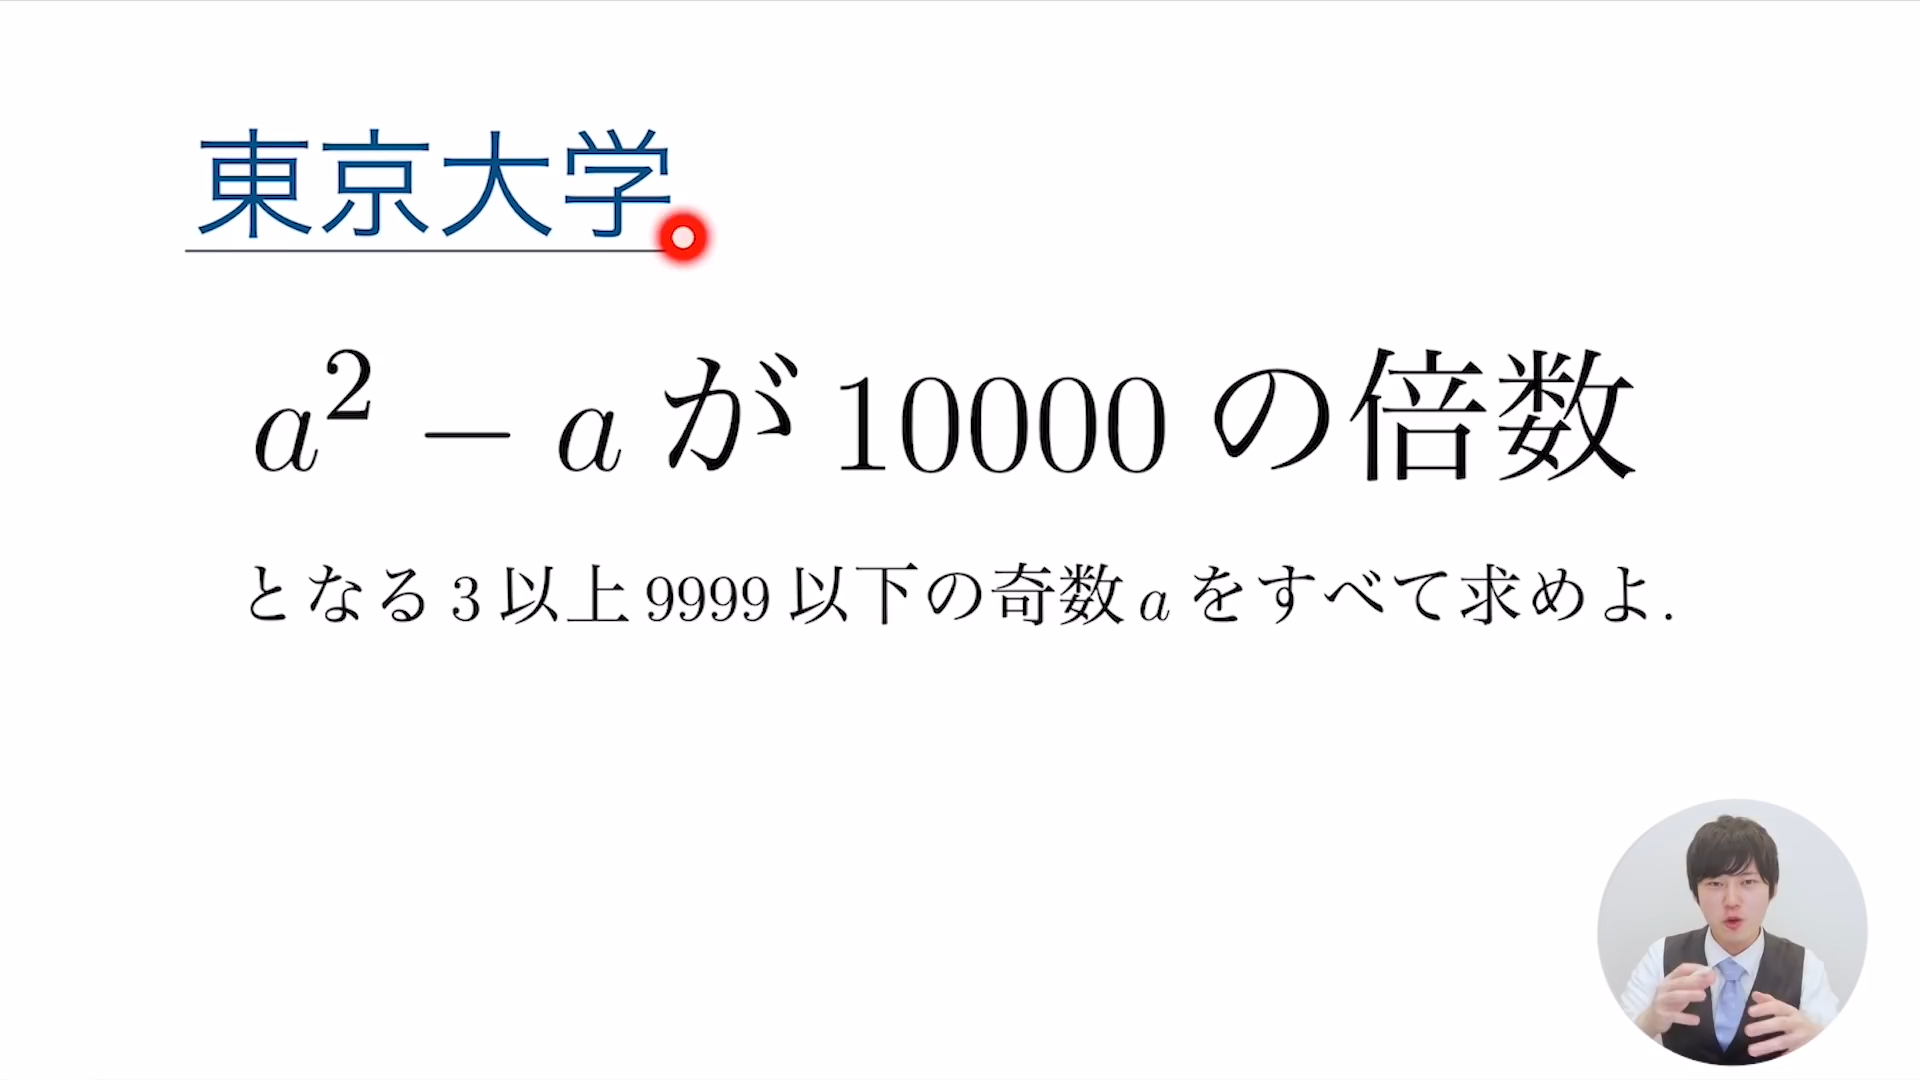 東京大学
a² − a が 10000 の倍数
となる 3 以上 9999 以下の奇数 a をすべて求めよ.